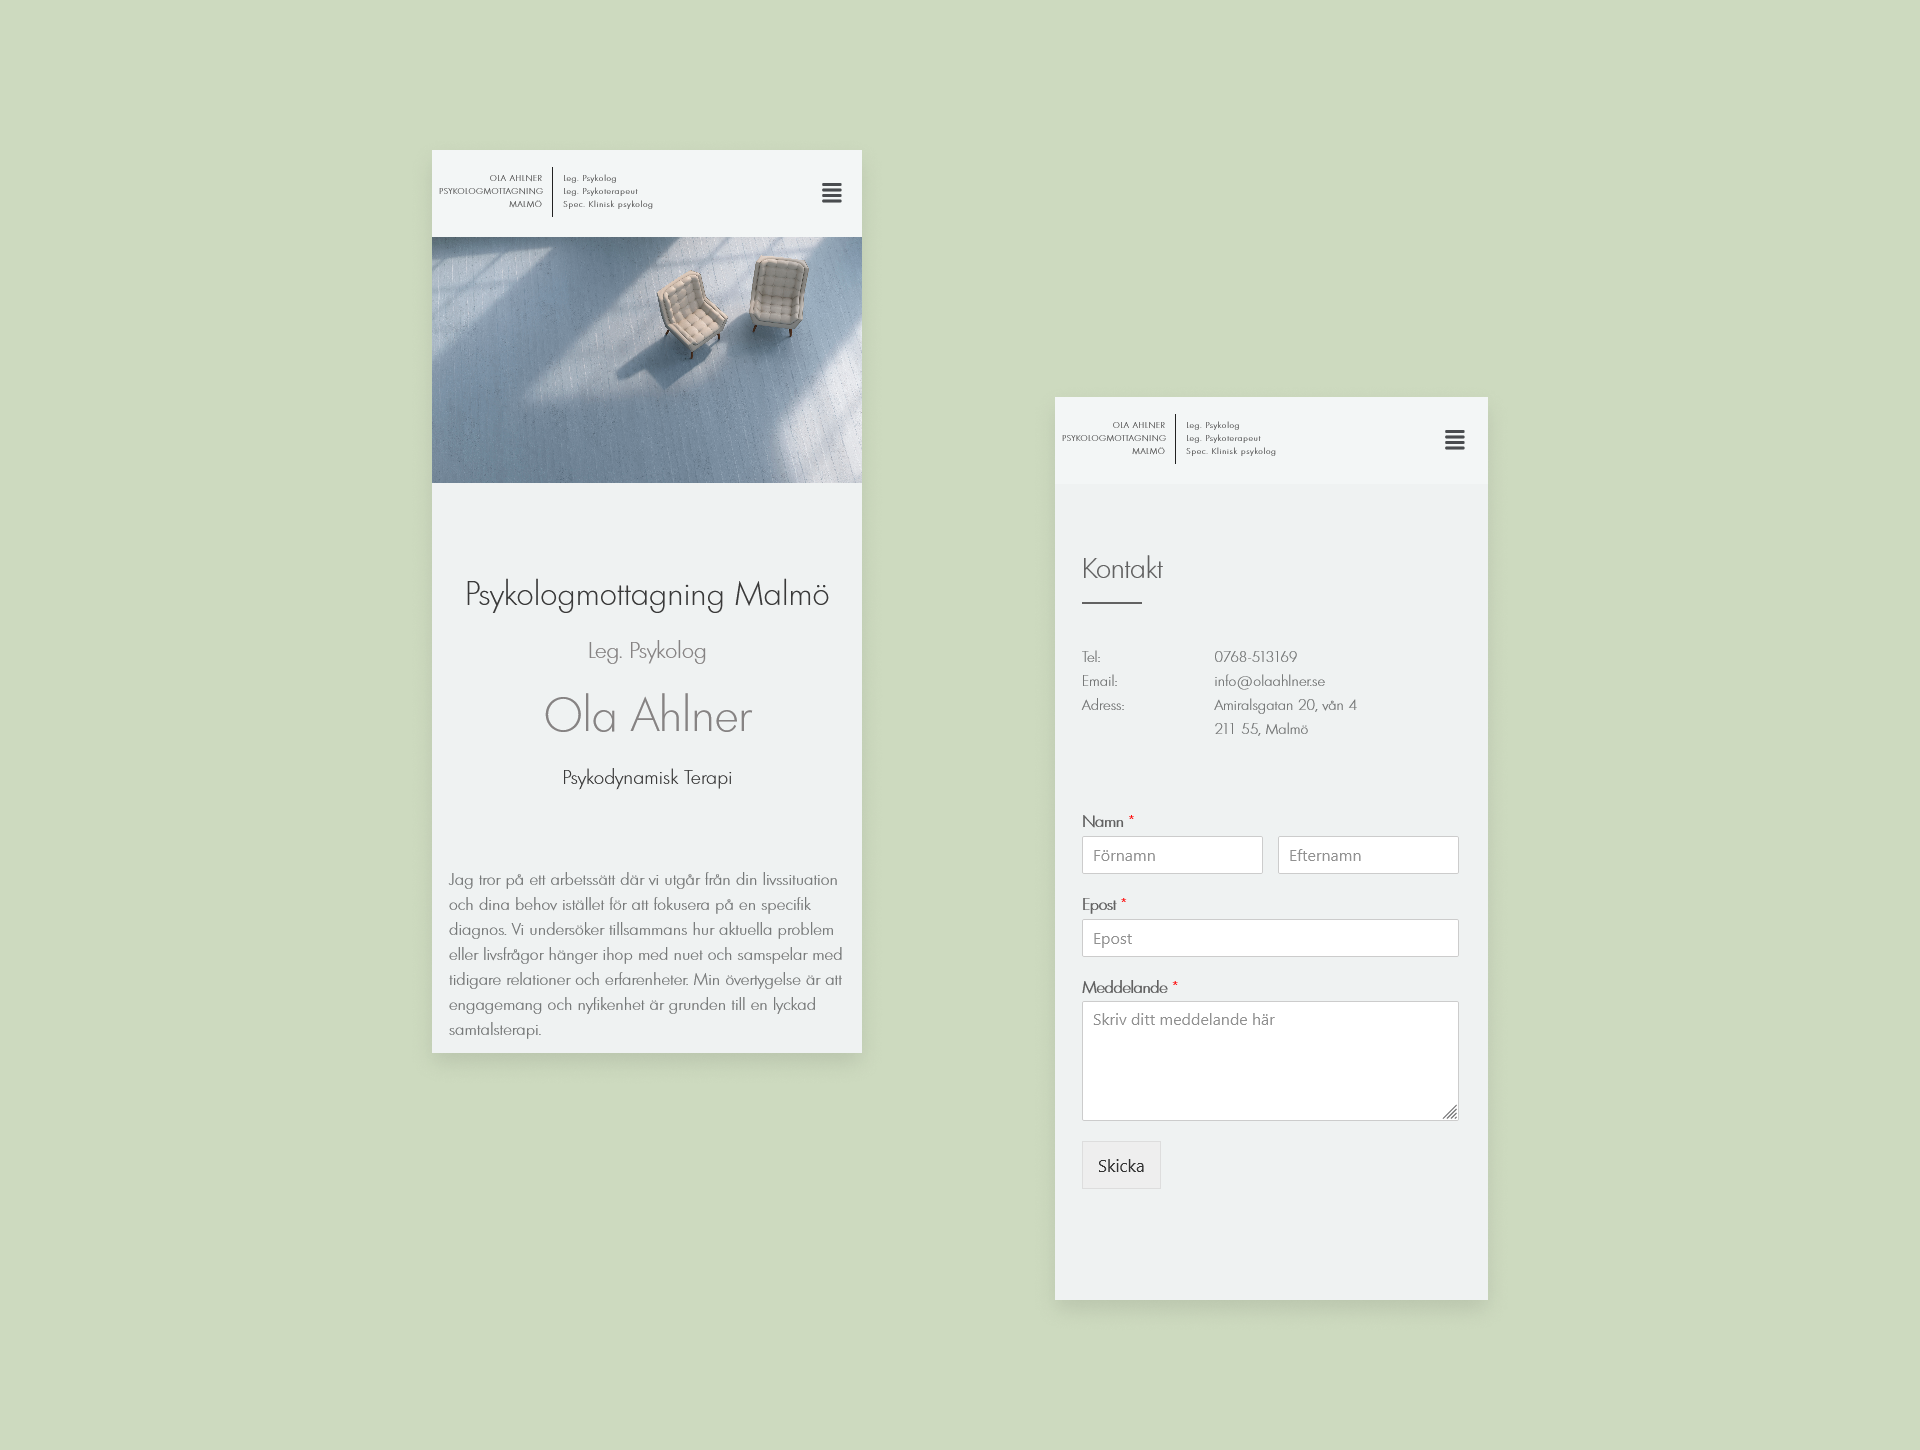 OLA AHLNER
PSYKOLOGMOTTAGNING
MALMÖ
Leg. Psykolog
Leg. Psykoterapeut
Spec. Klinisk psykolog
Psykologmottagning Malmö
Leg. Psykolog
Ola Ahlner
Psykodynamisk Terapi
Jag tror på ett arbetssätt där vi utgår från din livssituation
och dina behov istället för att fokusera på en specifik
diagnos. Vi undersöker tillsammans hur aktuella problem
eller livsfrågor hänger ihop med nuet och samspelar med
tidigare relationer och erfarenheter. Min övertygelse är att
engagemang och nyfikenhet är grunden till en lyckad
samtalsterapi.
OLA AHLNER
PSYKOLOGMOTTAGNING
MALMÖ
Leg. Psykolog
Leg. Psykoterapeut
Spec. Klinisk psykolog
Kontakt
Tel: 0768-513169
Email: info@olaahlner.se
Adress: Amiralsgatan 20, vån 4
211 55, Malmö
Namn *
Förnamn Efternamn
Epost *
Epost
Meddelande *
Skriv ditt meddelande här
Skicka